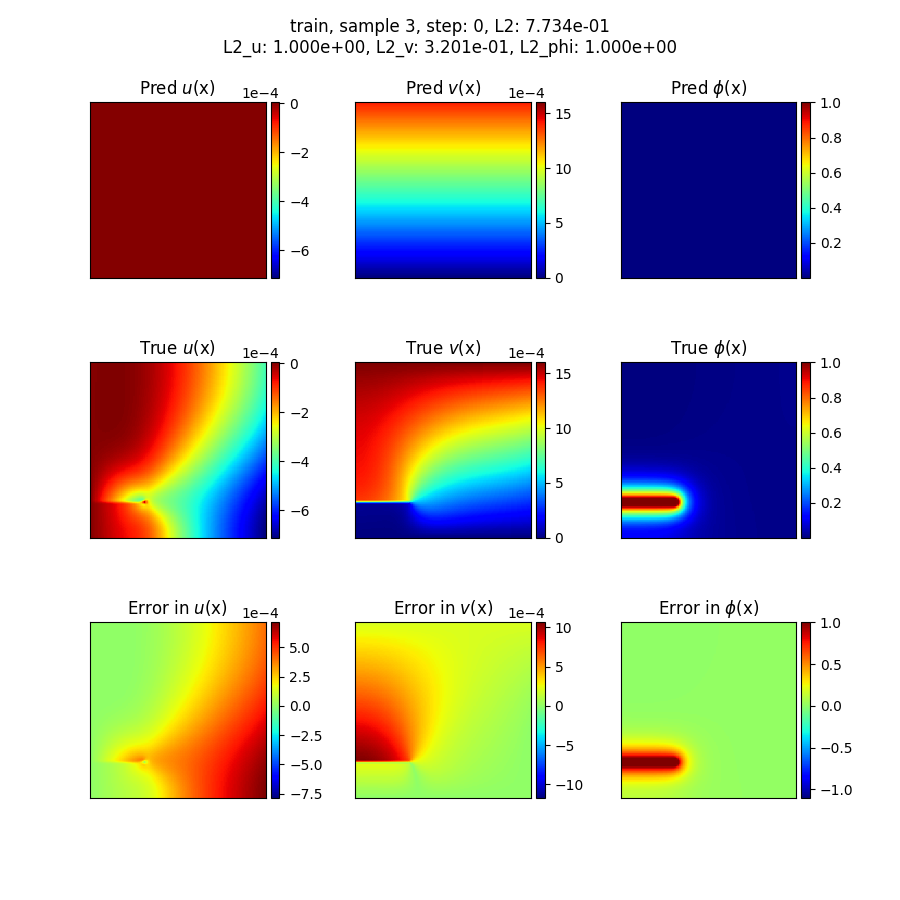 train, sample 3, step: 0, L2: 7.734e-01
L2_u: 1.000e+00, L2_v: 3.201e-01, L2_phi: 1.000e+00
Pred u(x)
1e−4
0
−2
−4
−6
Pred v(x)
1e−4
15
10
5
0
Pred ϕ(x)
1.0
0.8
0.6
0.4
0.2
True u(x)
1e−4
0
−2
−4
−6
True v(x)
1e−4
15
10
5
0
True ϕ(x)
1.0
0.8
0.6
0.4
0.2
Error in u(x)
1e−4
5.0
2.5
0.0
−2.5
−5.0
−7.5
Error in v(x)
1e−4
10
5
0
−5
−10
Error in ϕ(x)
1.0
0.5
0.0
−0.5
−1.0